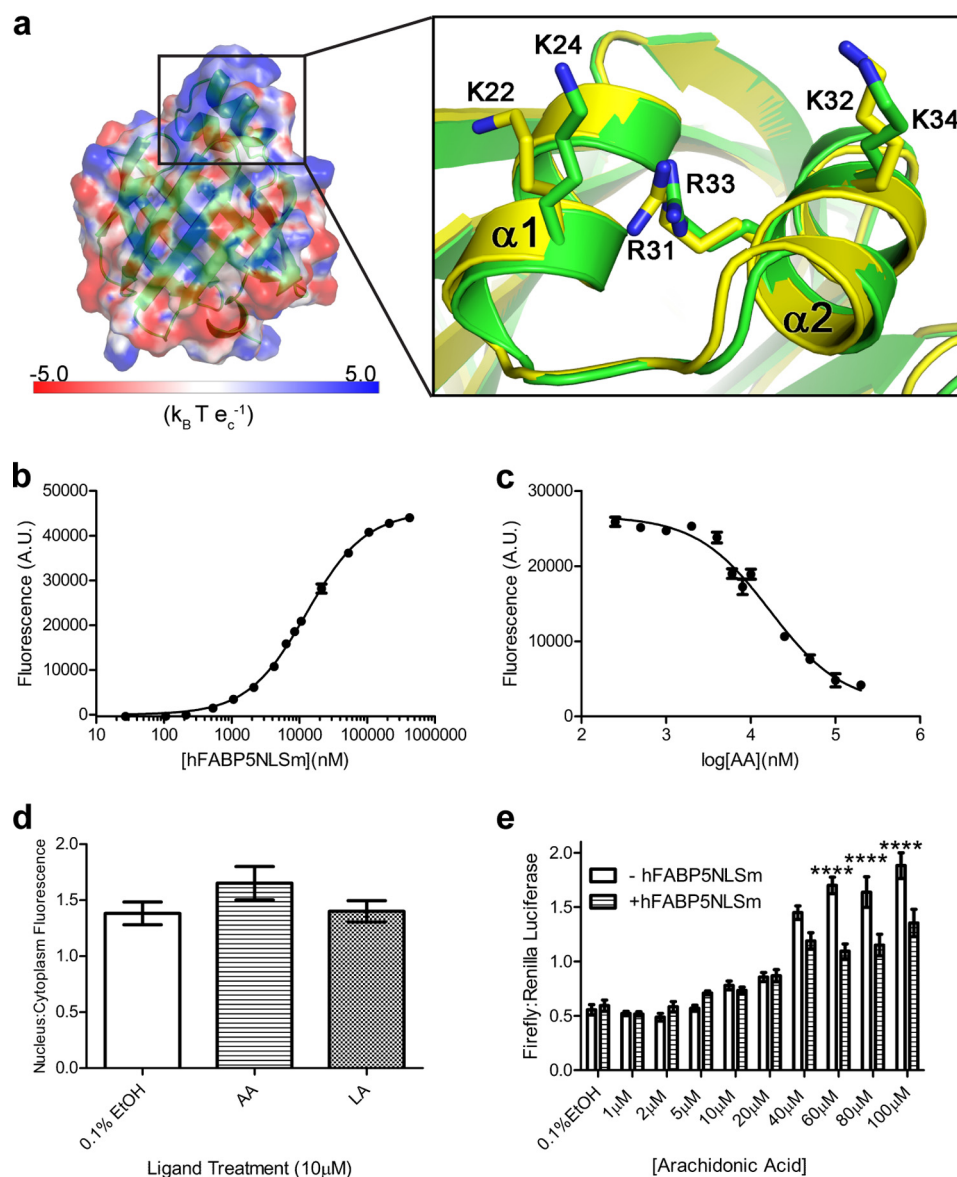 a
K24
K22
K32
K34
R33
R31
α1
α2
-5.0
5.0
(k_B T e_c^-1)
b
50000
40000
30000
20000
10000
0
Fluorescence (A.U.)
10
100
1000
10000
100000
1000000
[hFABP5NLSm](nM)
c
30000
20000
10000
0
Fluorescence (A.U.)
2
3
4
5
6
log[AA](nM)
d
2.0
1.5
1.0
0.5
0.0
Nucleus:Cytoplasm Fluorescence
0.1% EtOH
AA
LA
Ligand Treatment (10µM)
e
2.0
1.5
1.0
0.5
0.0
Firefly:Renilla Luciferase
- hFABP5NLSm
+hFABP5NLSm
****
****
****
0.1%EtOH
1µM
2µM
5µM
10µM
20µM
40µM
60µM
80µM
100µM
[Arachidonic Acid]